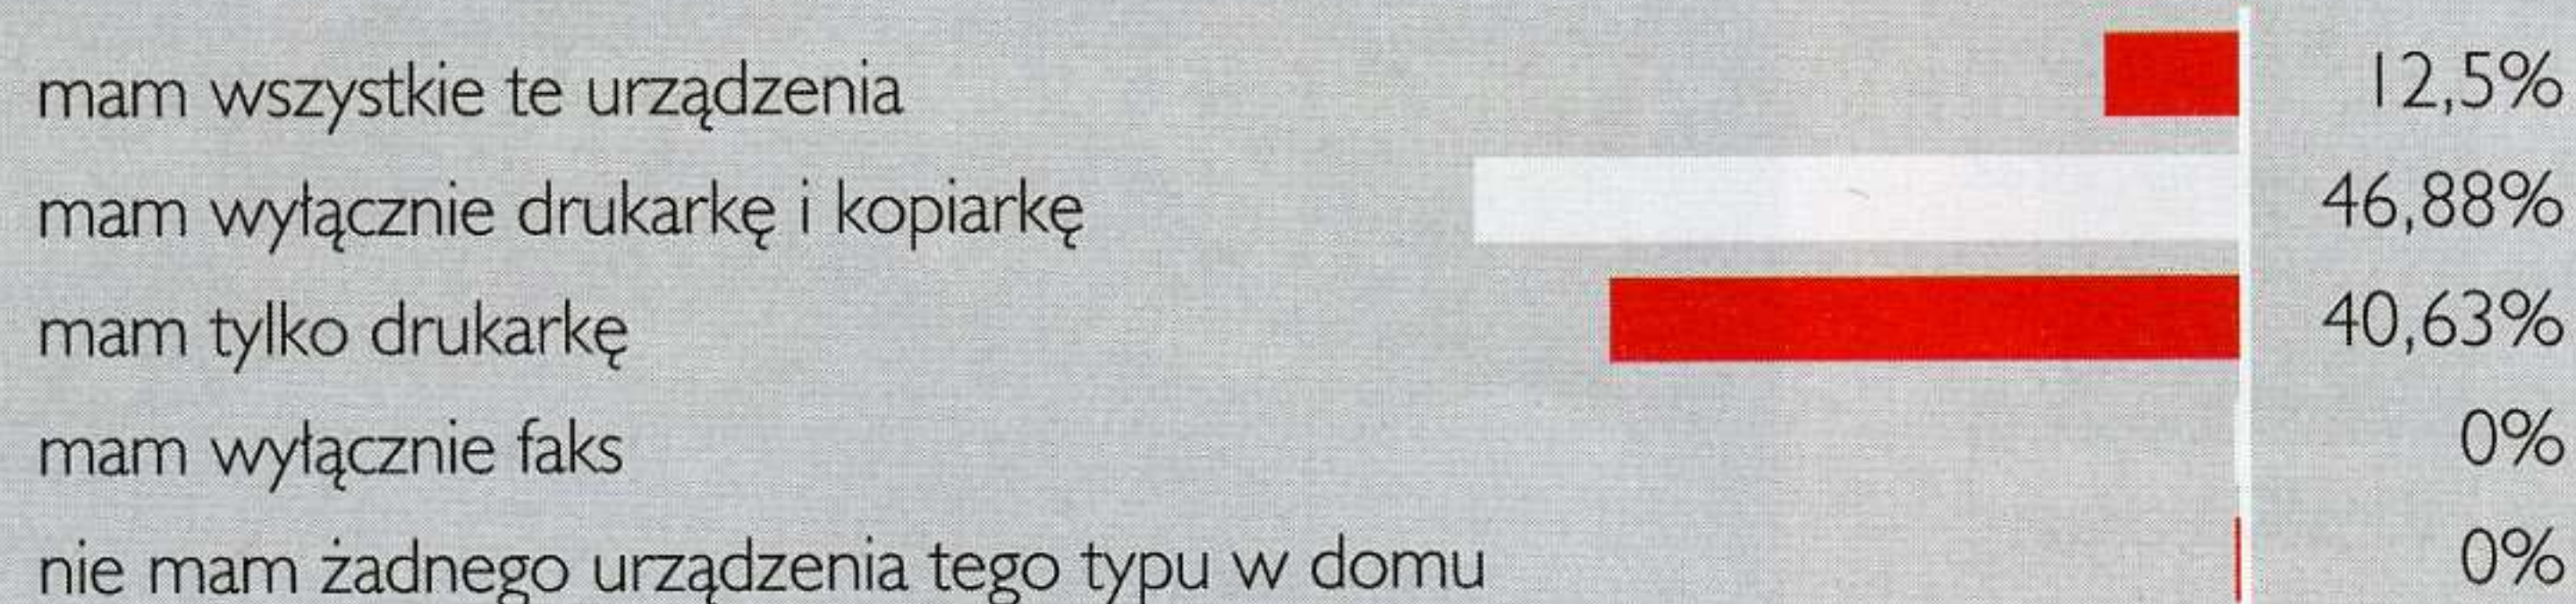 mam wszystkie te urządzenia 12,5%
mam wyłącznie drukarkę i kopiarkę 46,88%
mam tylko drukarkę 40,63%
mam wyłącznie faks 0%
nie mam żadnego urządzenia tego typu w domu 0%